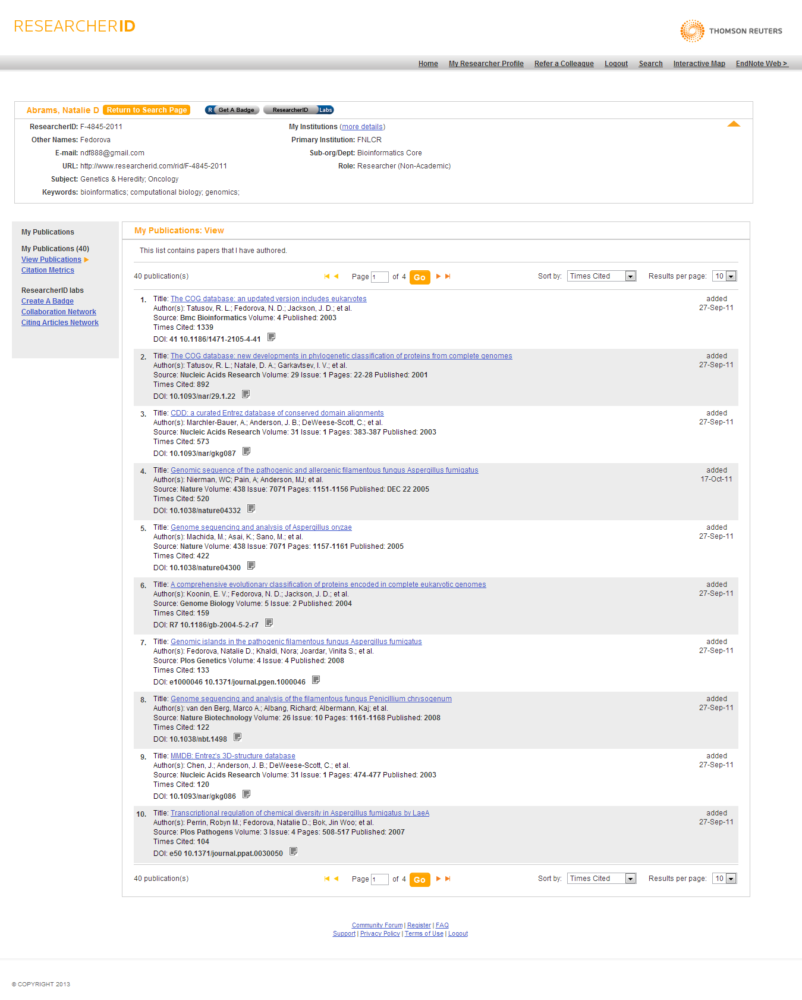 RESEARCHERID
THOMSON REUTERS
Home My Researcher Profile Refer a Colleague Logout Search Interactive Map EndNote Web >
Abrams, Natalie D Return to Search Page R Get A Badge ResearcherID Labs
ResearcherID: F-4845-2011
Other Names: Fedorova
E-mail: ndf888@gmail.com
URL: http://www.researcherid.com/rid/F-4845-2011
Subject: Genetics & Heredity; Oncology
Keywords: bioinformatics; computational biology; genomics;
My Institutions (more details)
Primary Institution: FNLCR
Sub-org/Dept: Bioinformatics Core
Role: Researcher (Non-Academic)
My Publications
My Publications (40)
View Publications
Citation Metrics
ResearcherID labs
Create A Badge
Collaboration Network
Citing Articles Network
My Publications: View
This list contains papers that I have authored.
40 publication(s) Page 1 of 4 Go Sort by: Times Cited Results per page: 10
1. Title: The COG database: an updated version includes eukaryotes added
Author(s): Tatusov, R. L.; Fedorova, N. D.; Jackson, J. D.; et al. 27-Sep-11
Source: Bmc Bioinformatics Volume: 4 Published: 2003
Times Cited: 1339
DOI: 41 10.1186/1471-2105-4-41
2. Title: The COG database: new developments in phylogenetic classification of proteins from complete genomes added
Author(s): Tatusov, R. L.; Natale, D. A.; Garkavtsev, I. V.; et al. 27-Sep-11
Source: Nucleic Acids Research Volume: 29 Issue: 1 Pages: 22-28 Published: 2001
Times Cited: 892
DOI: 10.1093/nar/29.1.22
3. Title: CDD: a curated Entrez database of conserved domain alignments added
Author(s): Marchler-Bauer, A.; Anderson, J. B.; DeWeese-Scott, C.; et al. 27-Sep-11
Source: Nucleic Acids Research Volume: 31 Issue: 1 Pages: 383-387 Published: 2003
Times Cited: 573
DOI: 10.1093/nar/gkg087
4. Title: Genomic sequence of the pathogenic and allergenic filamentous fungus Aspergillus fumigatus added
Author(s): Nierman, WC; Pain, A; Anderson, MJ; et al. 17-Oct-11
Source: Nature Volume: 438 Issue: 7071 Pages: 1151-1156 Published: DEC 22 2005
Times Cited: 520
DOI: 10.1038/nature04332
5. Title: Genome sequencing and analysis of Aspergillus oryzae added
Author(s): Machida, M.; Asai, K.; Sano, M.; et al. 27-Sep-11
Source: Nature Volume: 438 Issue: 7071 Pages: 1157-1161 Published: 2005
Times Cited: 422
DOI: 10.1038/nature04300
6. Title: A comprehensive evolutionary classification of proteins encoded in complete eukaryotic genomes added
Author(s): Koonin, E. V.; Fedorova, N. D.; Jackson, J. D.; et al. 27-Sep-11
Source: Genome Biology Volume: 5 Issue: 2 Published: 2004
Times Cited: 159
DOI: R7 10.1186/gb-2004-5-2-r7
7. Title: Genomic islands in the pathogenic filamentous fungus Aspergillus fumigatus added
Author(s): Fedorova, Natalie D.; Khaldi, Nora; Joardar, Vinita S.; et al. 27-Sep-11
Source: Plos Genetics Volume: 4 Issue: 4 Published: 2008
Times Cited: 133
DOI: e1000046 10.1371/journal.pgen.1000046
8. Title: Genome sequencing and analysis of the filamentous fungus Penicillium chrysogenum added
Author(s): van den Berg, Marco A.; Albang, Richard; Albermann, Kaj; et al. 27-Sep-11
Source: Nature Biotechnology Volume: 26 Issue: 10 Pages: 1161-1168 Published: 2008
Times Cited: 122
DOI: 10.1038/nbt.1498
9. Title: MMDB: Entrez's 3D-structure database added
Author(s): Chen, J.; Anderson, J. B.; DeWeese-Scott, C.; et al. 27-Sep-11
Source: Nucleic Acids Research Volume: 31 Issue: 1 Pages: 474-477 Published: 2003
Times Cited: 120
DOI: 10.1093/nar/gkg086
10. Title: Transcriptional regulation of chemical diversity in Aspergillus fumigatus by LaeA added
Author(s): Perrin, Robyn M.; Fedorova, Natalie D.; Bok, Jin Woo; et al. 27-Sep-11
Source: Plos Pathogens Volume: 3 Issue: 4 Pages: 508-517 Published: 2007
Times Cited: 104
DOI: e50 10.1371/journal.ppat.0030050
40 publication(s) Page 1 of 4 Go Sort by: Times Cited Results per page: 10
Community Forum | Register | FAQ
Support | Privacy Policy | Terms of Use | Logout
© COPYRIGHT 2013